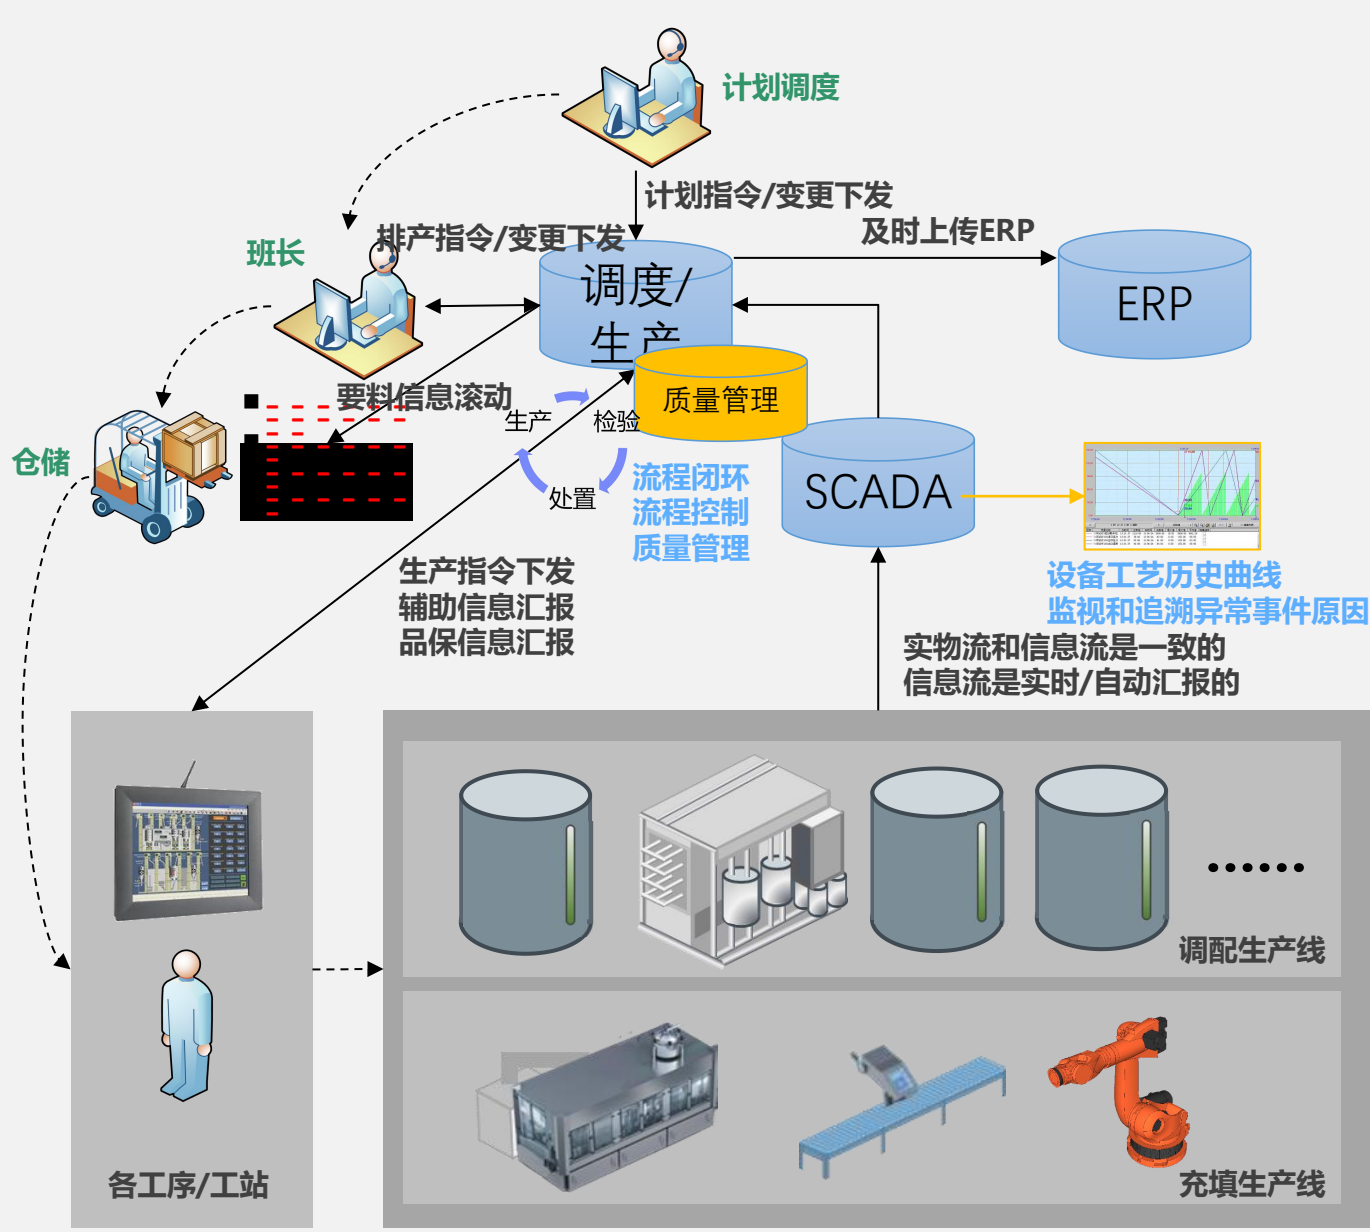 计划调度
计划指令/变更下发
排产指令/变更下发
及时上传ERP
班长
调度/
生产
ERP
要料信息滚动
质量管理
生产
检验
处置
仓储
流程闭环
流程控制
质量管理
SCADA
生产指令下发
辅助信息汇报
品保信息汇报
设备工艺历史曲线
监视和追溯异常事件原因
实物流和信息流是一致的
信息流是实时/自动汇报的
......
调配生产线
各工序/工站
充填生产线